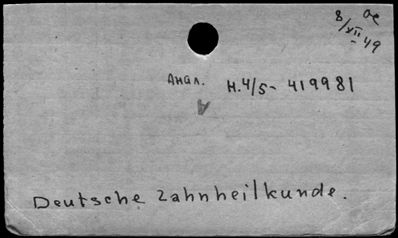 8/XII-49
Анал. н.4/5- 419981
A
Deutsche Zahnheilkunde.